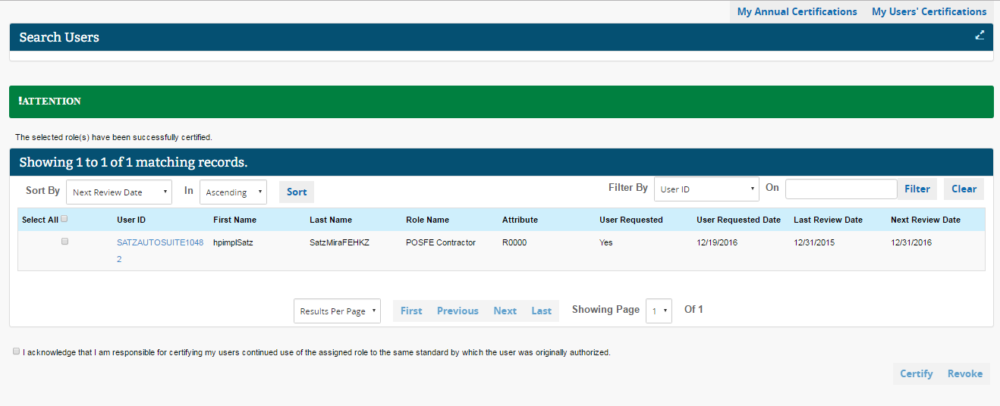 My Annual Certifications My Users' Certifications
Search Users
!ATTENTION
The selected role(s) have been successfully certified.
Showing 1 to 1 of 1 matching records.
Sort By Next Review Date In Ascending Sort Filter By User ID On Filter Clear
Select All User ID First Name Last Name Role Name Attribute User Requested User Requested Date Last Review Date Next Review Date
SATZAUTOSUITE1048 hpimplSatz SatzMiraFEHKZ POSFE Contractor R0000 Yes 12/19/2016 12/31/2015 12/31/2016
2
Results Per Page First Previous Next Last Showing Page 1 Of 1
I acknowledge that I am responsible for certifying my users continued use of the assigned role to the same standard by which the user was originally authorized.
Certify Revoke